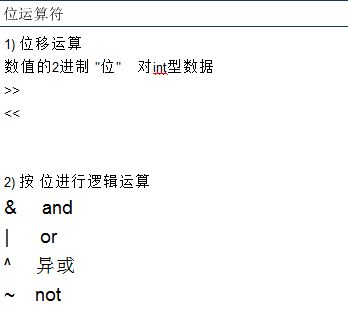 位运算符
1) 位移运算
数值的2进制 "位" 对int型数据
>>
<<
2) 按 位进行逻辑运算
& and
| or
^ 异或
~ not